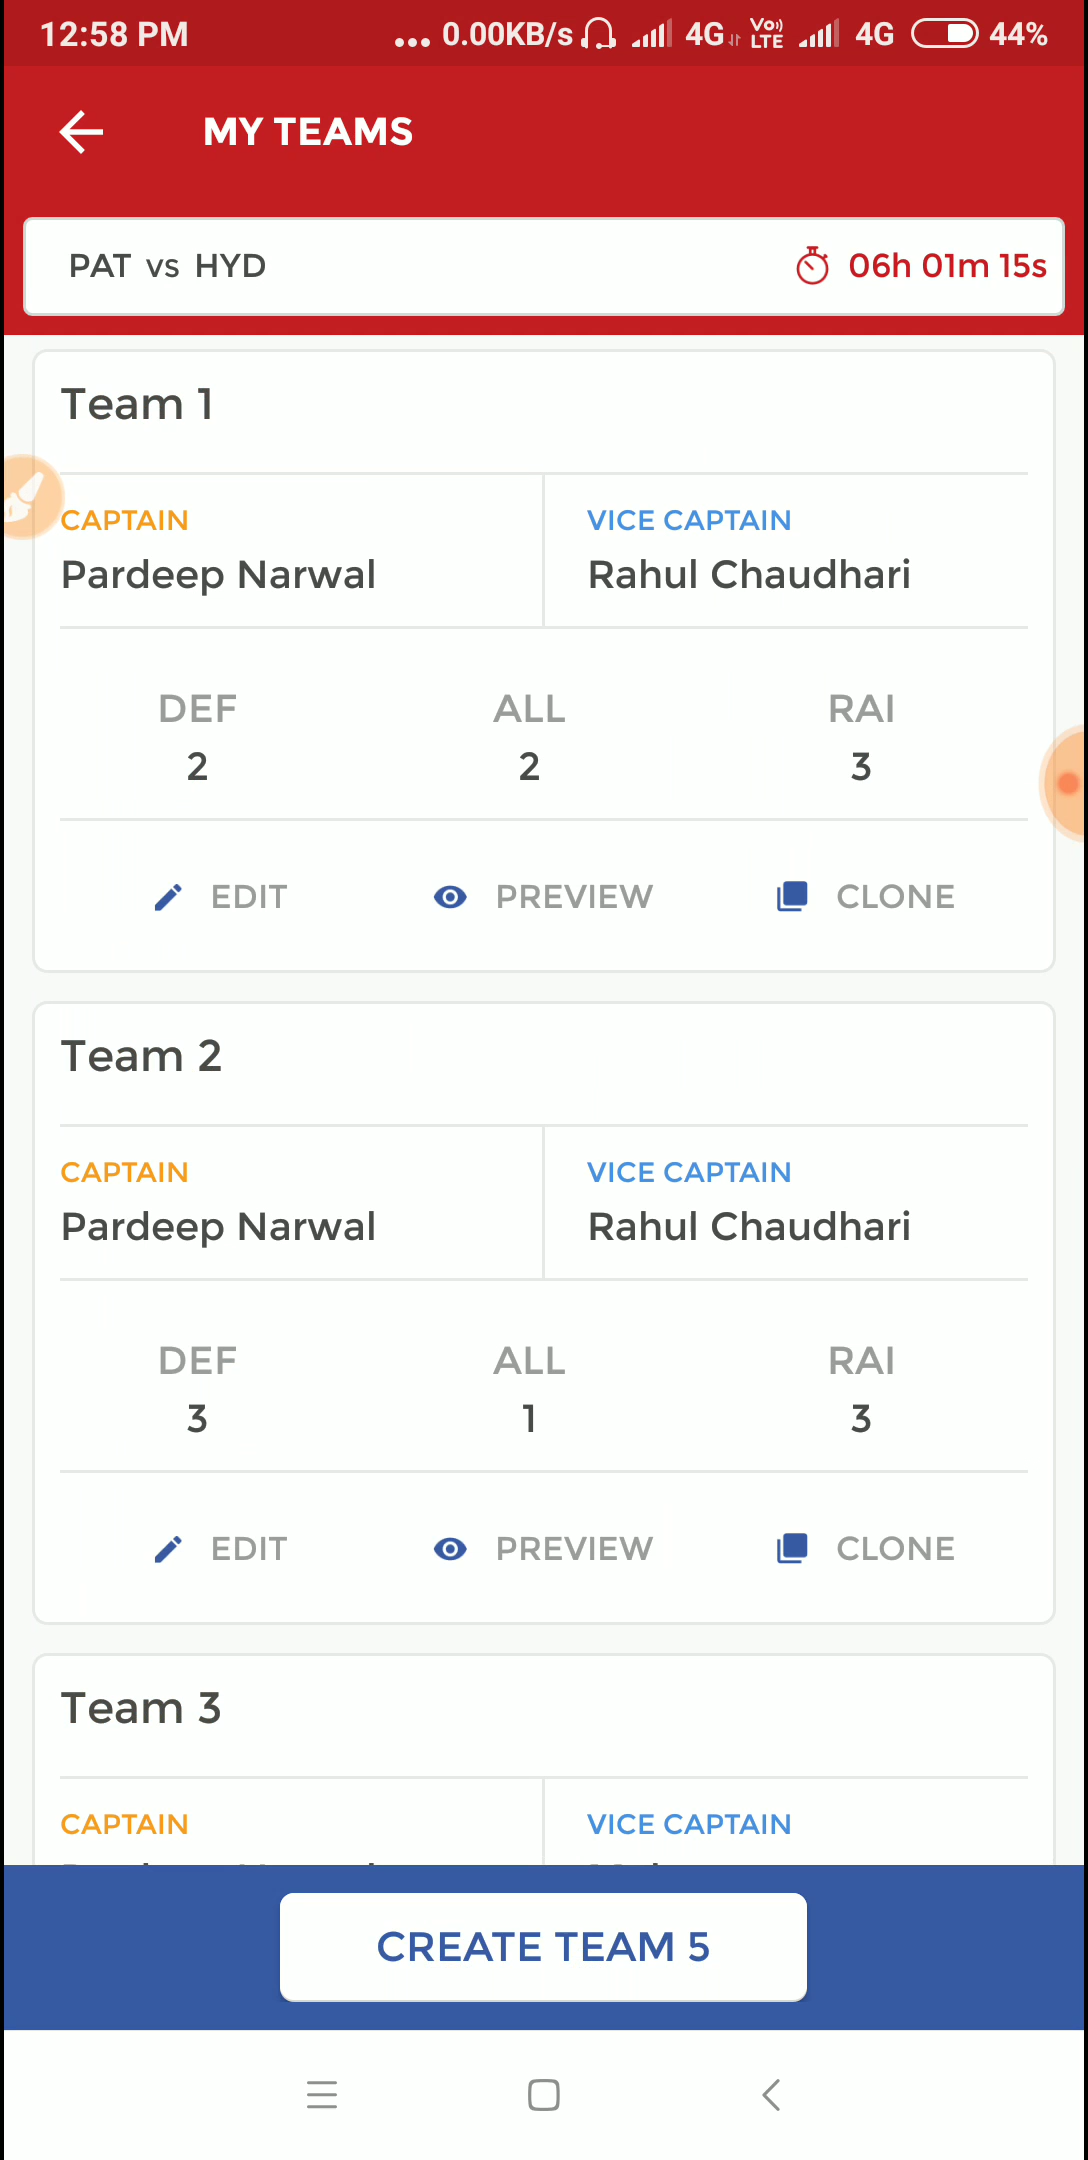 12:58 PM ... 0.00KB/s 4G VoLTE 4G 44%
MY TEAMS
PAT vs HYD 06h 01m 15s
Team 1
CAPTAIN VICE CAPTAIN
Pardeep Narwal Rahul Chaudhari
DEF ALL RAI
2 2 3
EDIT PREVIEW CLONE
Team 2
CAPTAIN VICE CAPTAIN
Pardeep Narwal Rahul Chaudhari
DEF ALL RAI
3 1 3
EDIT PREVIEW CLONE
Team 3
CAPTAIN VICE CAPTAIN
CREATE TEAM 5